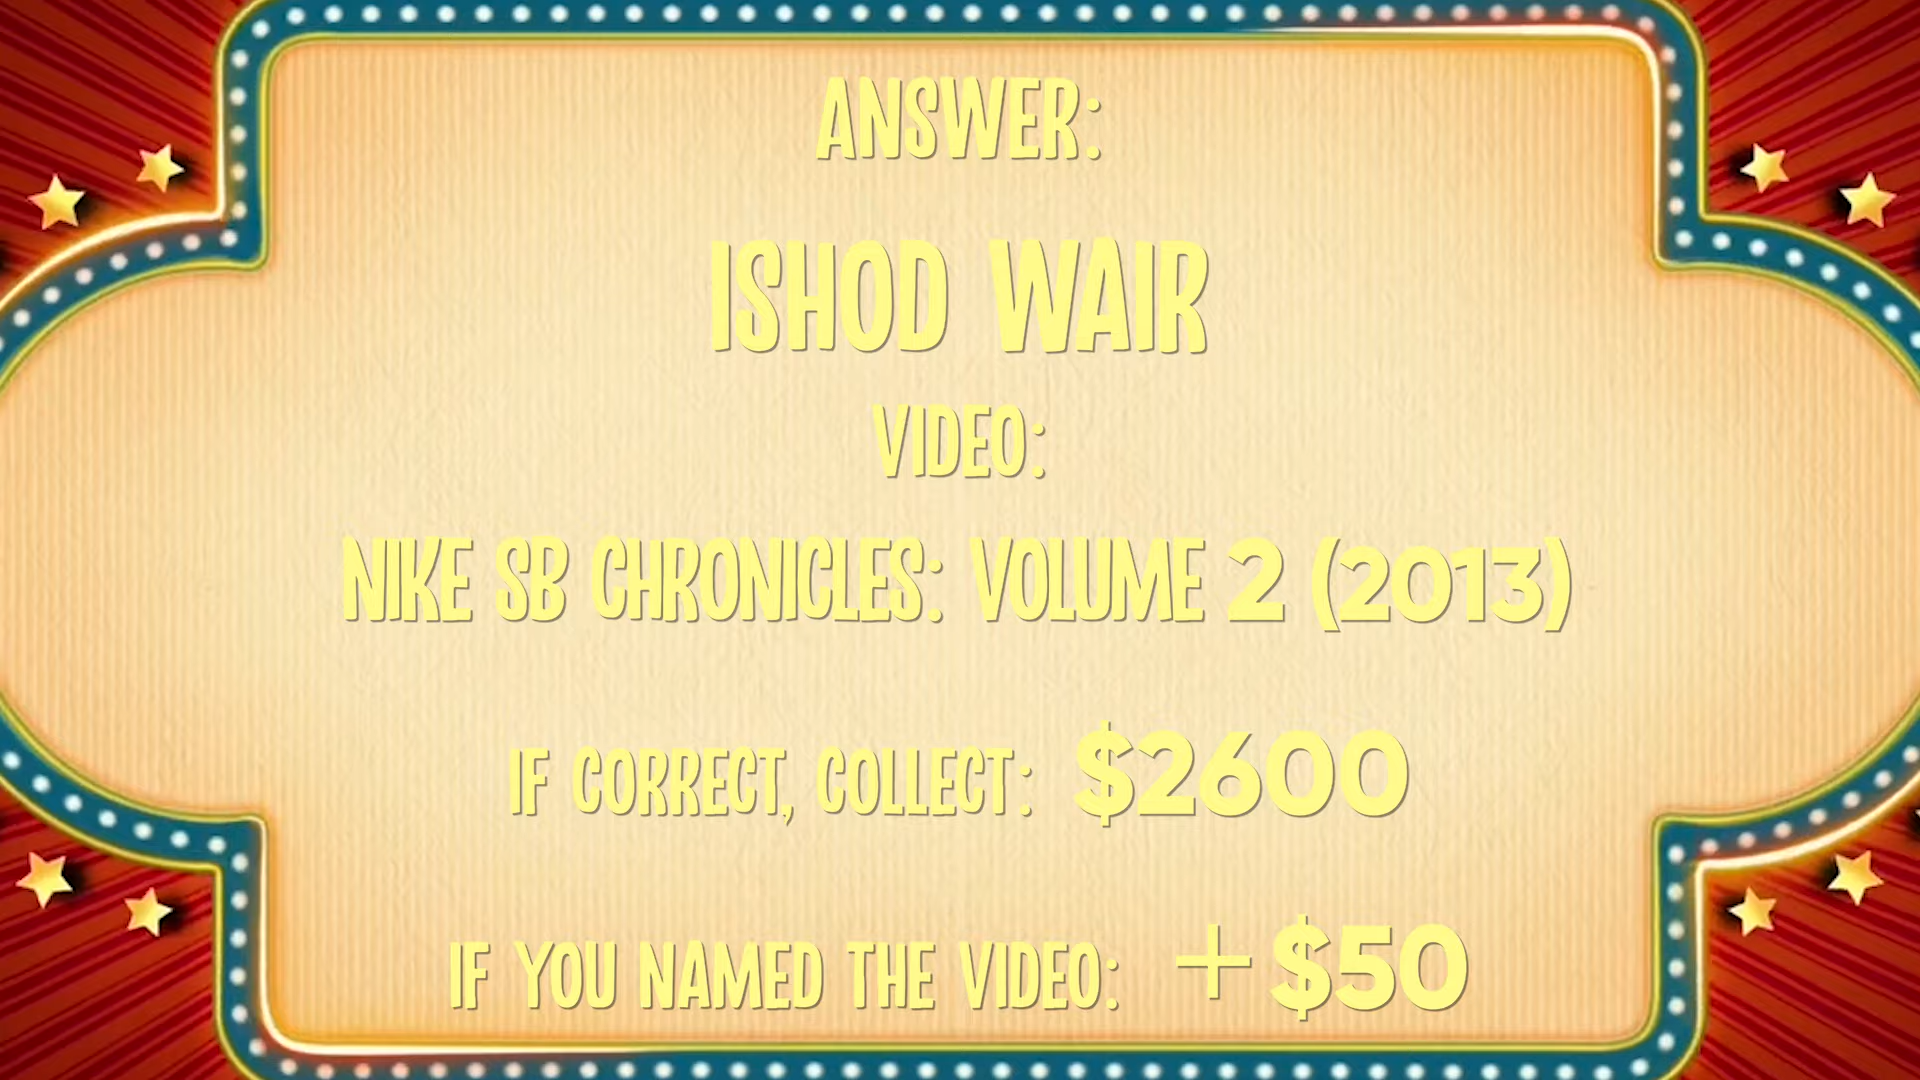 ANSWER:
ISHOD WAIR
VIDEO:
NIKE SB CHRONICLES: VOLUME 2 (2013)
IF CORRECT, COLLECT: $2600
IF YOU NAMED THE VIDEO: +$50